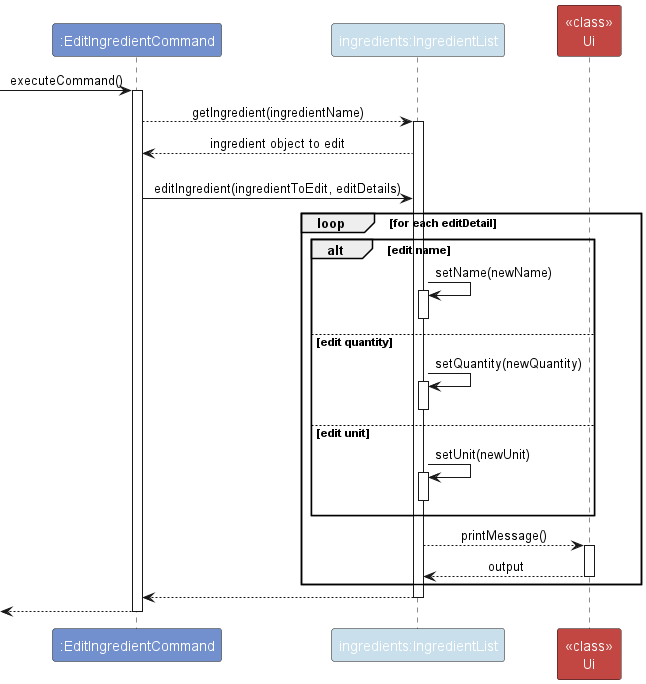 «class»
:EditIngredientCommand
ingredients:IngredientList
Ui
executeCommand()
getIngredient(ingredientName)
ingredient object to edit
editIngredient(ingredientToEdit, editDetails)
loop [for each editDetail]
alt [edit name]
setName(newName)
[edit quantity]
setQuantity(newQuantity)
[edit unit]
setUnit(newUnit)
printMessage()
output
:EditIngredientCommand
ingredients:IngredientList
«class»
Ui